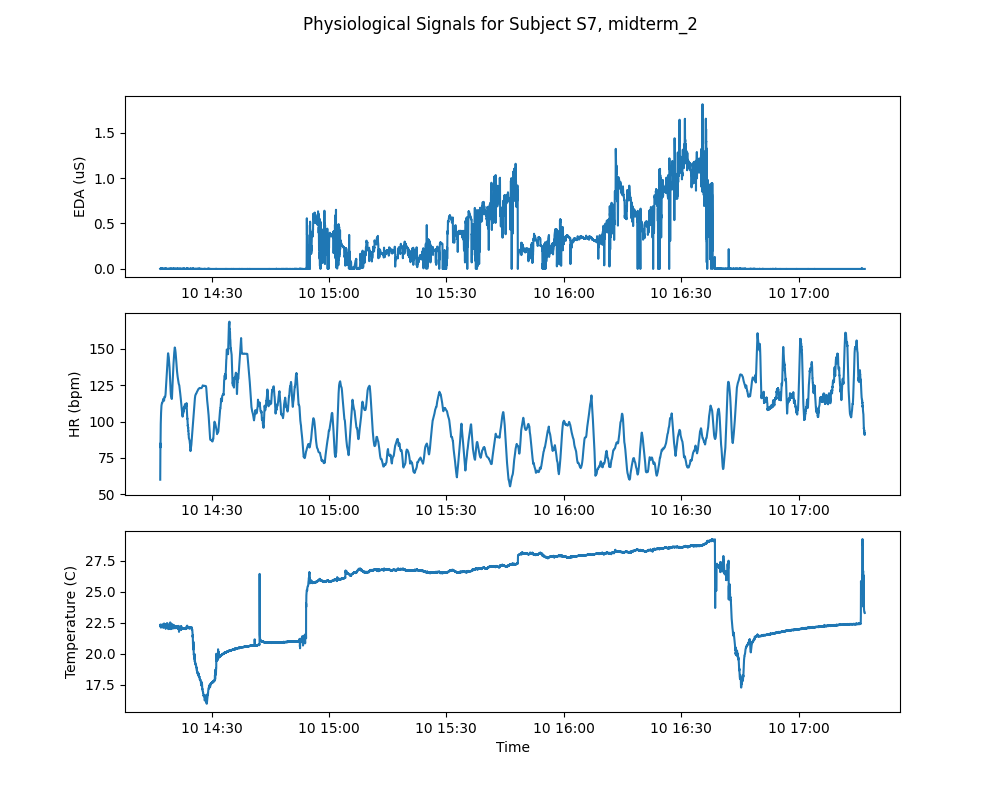 Physiological Signals for Subject S7, midterm_2
EDA (uS)
1.5
1.0
0.5
0.0
10 14:30 10 15:00 10 15:30 10 16:00 10 16:30 10 17:00
HR (bpm)
150
125
100
75
50
10 14:30 10 15:00 10 15:30 10 16:00 10 16:30 10 17:00
Temperature (C)
27.5
25.0
22.5
20.0
17.5
10 14:30 10 15:00 10 15:30 10 16:00 10 16:30 10 17:00
Time